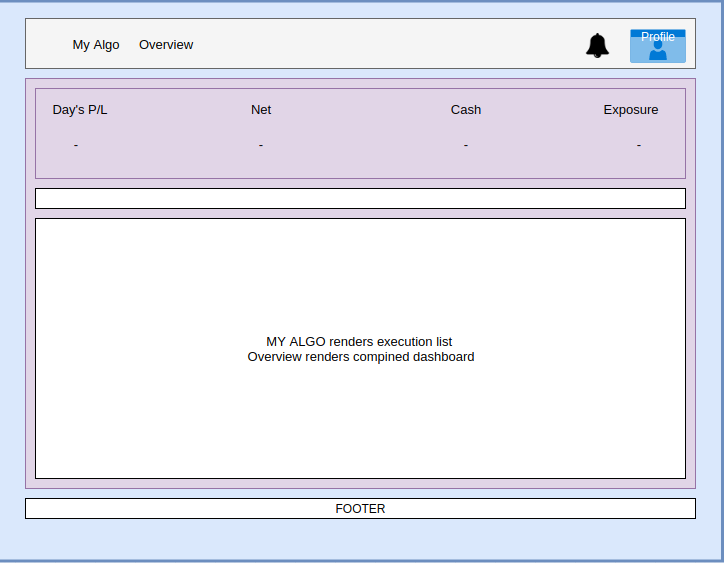 My Algo Overview Profile
Day's P/L Net Cash Exposure
- - - -
MY ALGO renders execution list
Overview renders compined dashboard
FOOTER